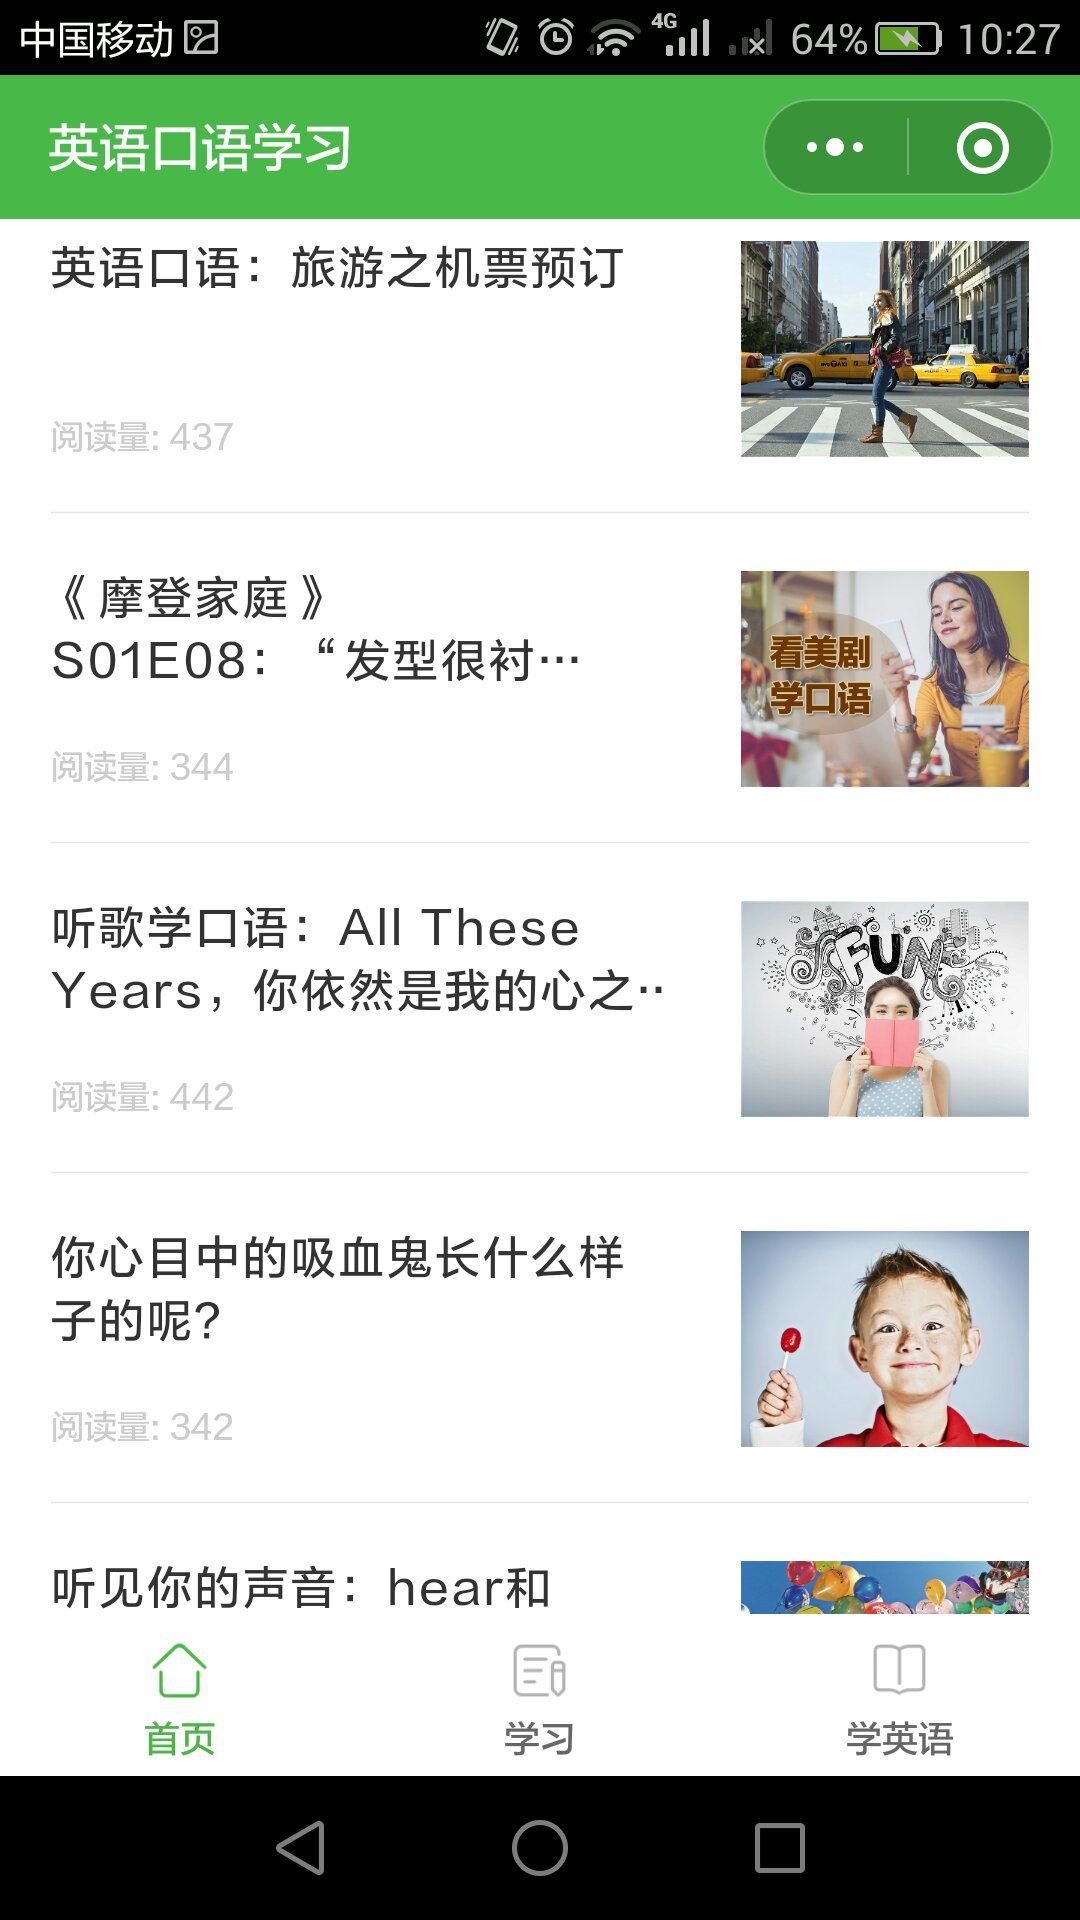 中国移动
4G
64%
10:27
英语口语学习
英语口语：旅游之机票预订
阅读量: 437
《摩登家庭》
S01E08：“发型很衬…
看美剧
学口语
阅读量: 344
听歌学口语：All These
Years，你依然是我的心之··
FUN
阅读量: 442
你心目中的吸血鬼长什么样
子的呢？
阅读量: 342
听见你的声音：hear和
首页
学习
学英语